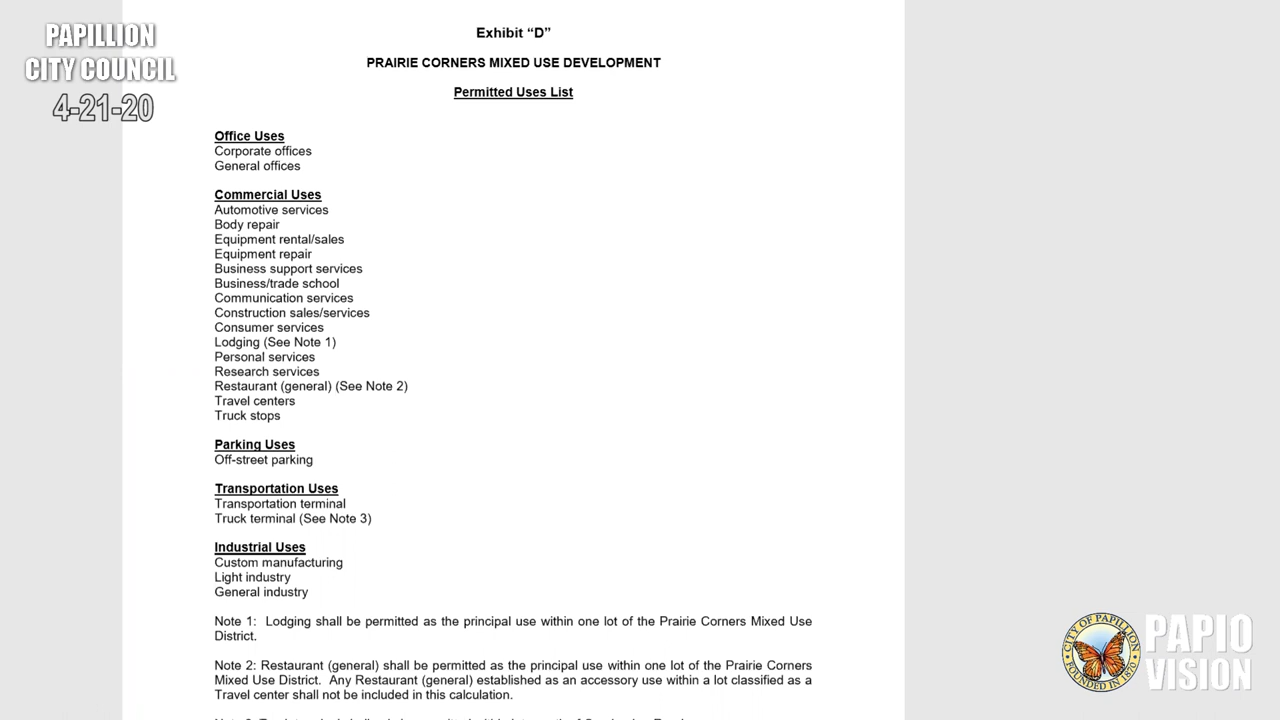 PAPILLION
CITY COUNCIL
4-21-20
Exhibit “D”
PRAIRIE CORNERS MIXED USE DEVELOPMENT
Permitted Uses List
Office Uses
Corporate offices
General offices
Commercial Uses
Automotive services
Body repair
Equipment rental/sales
Equipment repair
Business support services
Business/trade school
Communication services
Construction sales/services
Consumer services
Lodging (See Note 1)
Personal services
Research services
Restaurant (general) (See Note 2)
Travel centers
Truck stops
Parking Uses
Off-street parking
Transportation Uses
Transportation terminal
Truck terminal (See Note 3)
Industrial Uses
Custom manufacturing
Light industry
General industry
Note 1: Lodging shall be permitted as the principal use within one lot of the Prairie Corners Mixed Use
District.
Note 2: Restaurant (general) shall be permitted as the principal use within one lot of the Prairie Corners
Mixed Use District. Any Restaurant (general) established as an accessory use within a lot classified as a
Travel center shall not be included in this calculation.
CITY OF PAPILLION
FOUNDED IN 1870
PAPIO
VISION